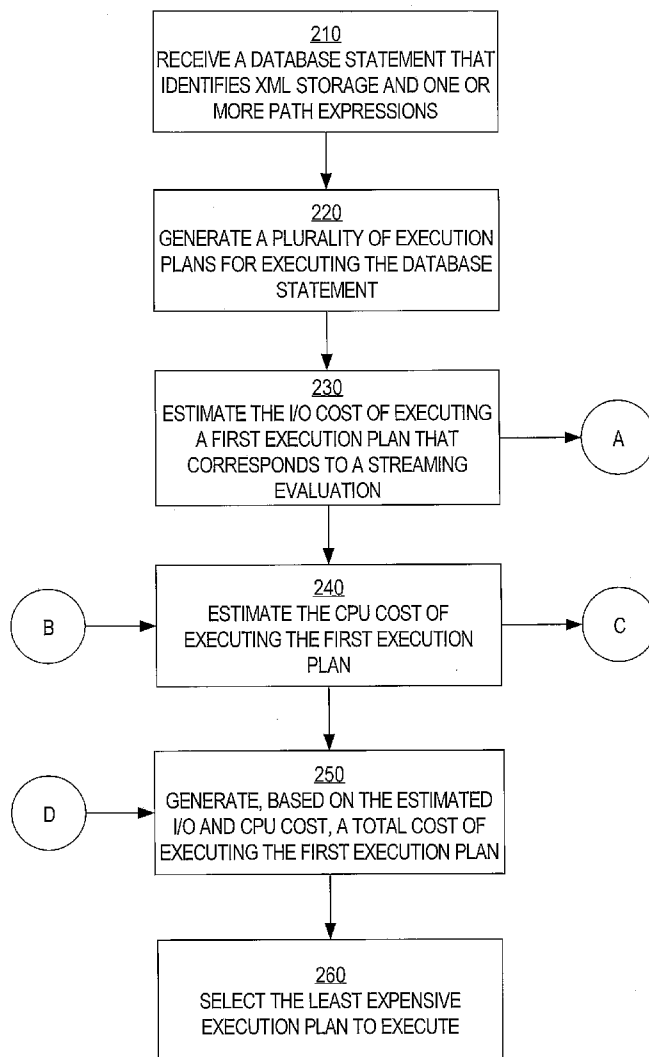 210
RECEIVE A DATABASE STATEMENT THAT
IDENTIFIES XML STORAGE AND ONE OR
MORE PATH EXPRESSIONS
220
GENERATE A PLURALITY OF EXECUTION
PLANS FOR EXECUTING THE DATABASE
STATEMENT
230
ESTIMATE THE I/O COST OF EXECUTING
A FIRST EXECUTION PLAN THAT
CORRESPONDS TO A STREAMING
EVALUATION
A
B
240
ESTIMATE THE CPU COST OF
EXECUTING THE FIRST EXECUTION
PLAN
C
D
250
GENERATE, BASED ON THE ESTIMATED
I/O AND CPU COST, A TOTAL COST OF
EXECUTING THE FIRST EXECUTION PLAN
260
SELECT THE LEAST EXPENSIVE
EXECUTION PLAN TO EXECUTE